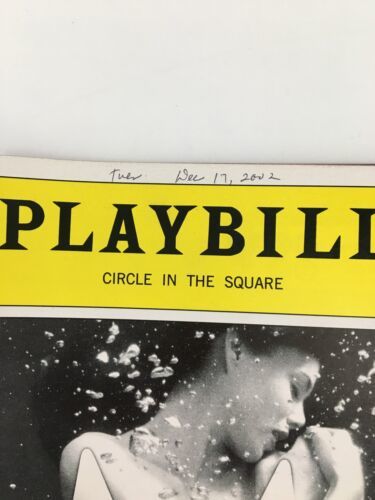 Tues Dec 17, 2002
PLAYBILL
CIRCLE IN THE SQUARE